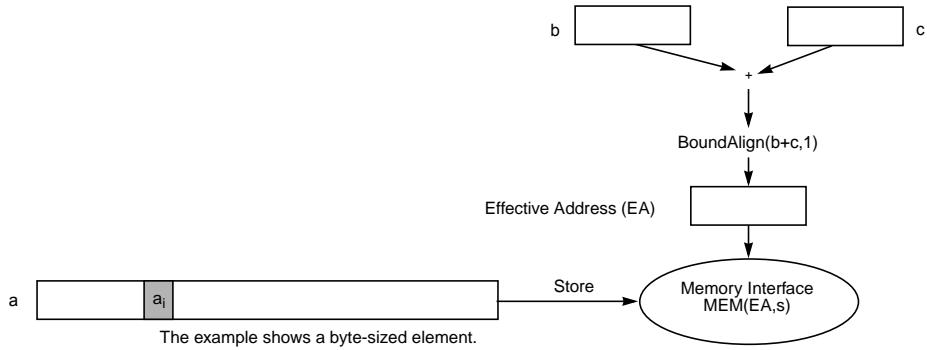 b
c
+
BoundAlign(b+c,1)
Effective Address (EA)
a
ai
Store
Memory Interface
MEM(EA,s)
The example shows a byte-sized element.